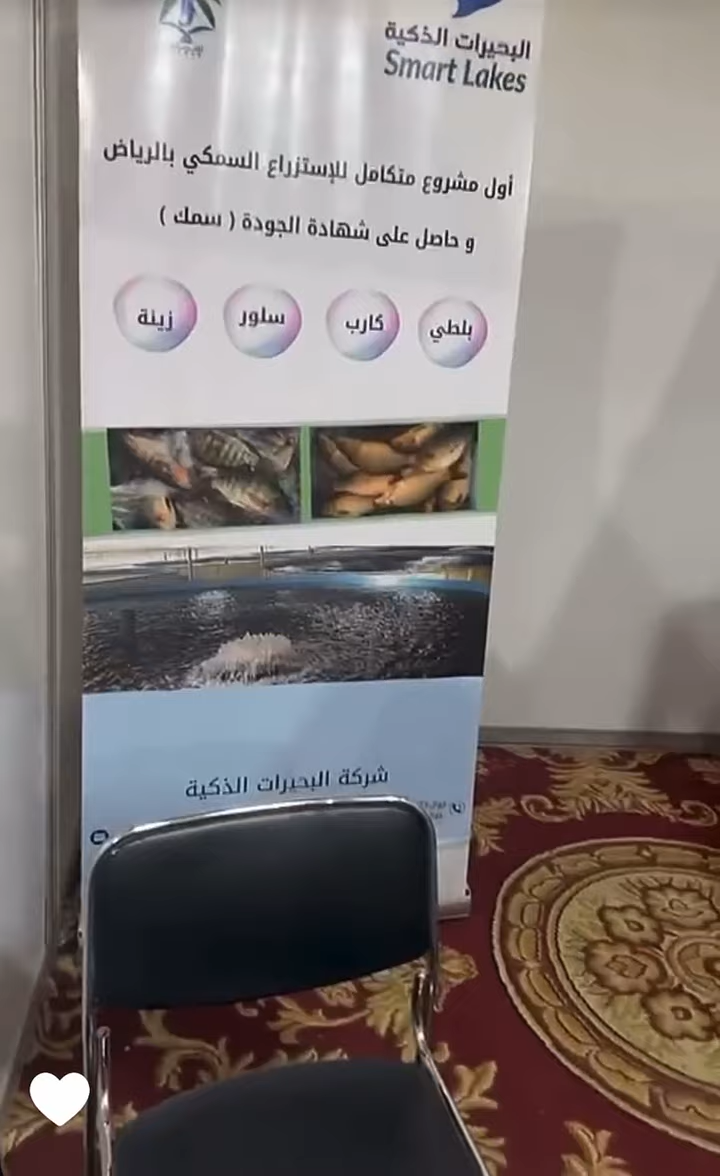 البحيرات الذكية
Smart Lakes
أول مشروع متكامل للإستزراع السمكي بالرياض
و حاصل على شهادة الجودة ( سمك )
بلطي كارب سلور زينة
شركة البحيرات الذكية